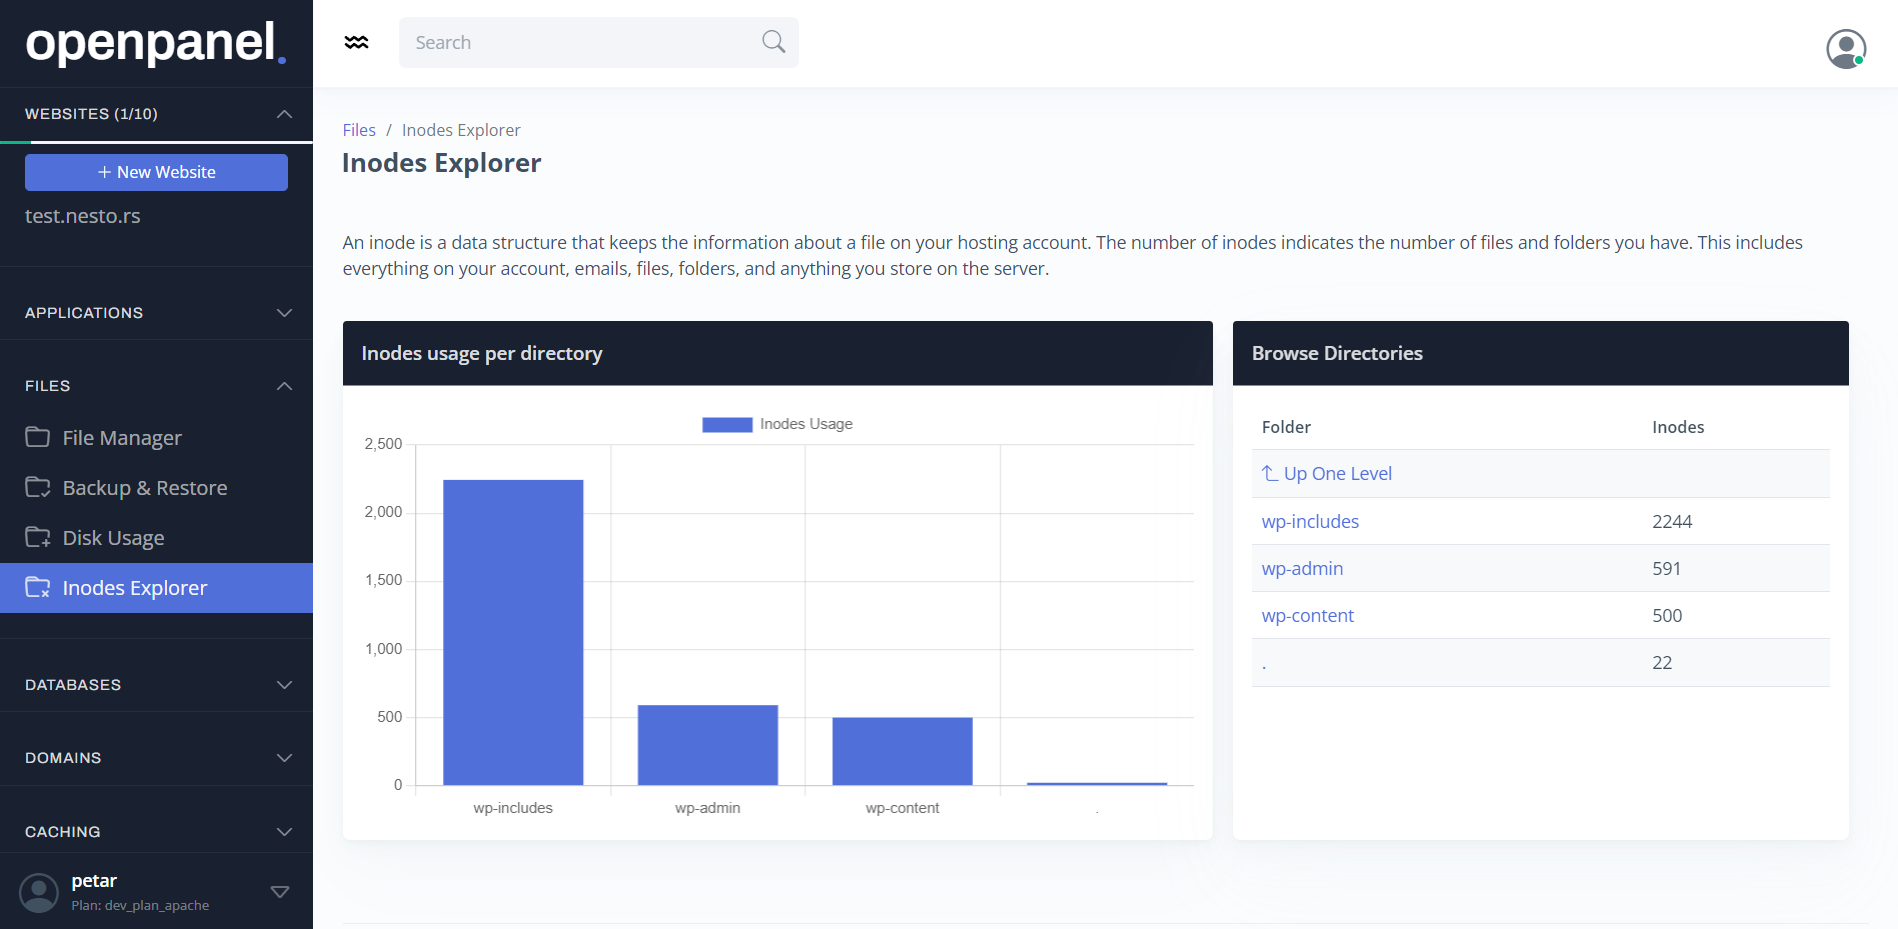 openpanel.
WEBSITES (1/10)
+ New Website
test.nesto.rs
APPLICATIONS
FILES
File Manager
Backup & Restore
Disk Usage
Inodes Explorer
DATABASES
DOMAINS
CACHING
petar
Plan: dev_plan_apache
Search
Files / Inodes Explorer
Inodes Explorer
An inode is a data structure that keeps the information about a file on your hosting account. The number of inodes indicates the number of files and folders you have. This includes
everything on your account, emails, files, folders, and anything you store on the server.
Inodes usage per directory
Inodes Usage
2,500
2,000
1,500
1,000
500
0
wp-includes wp-admin wp-content .
Browse Directories
Folder Inodes
Up One Level
wp-includes 2244
wp-admin 591
wp-content 500
. 22